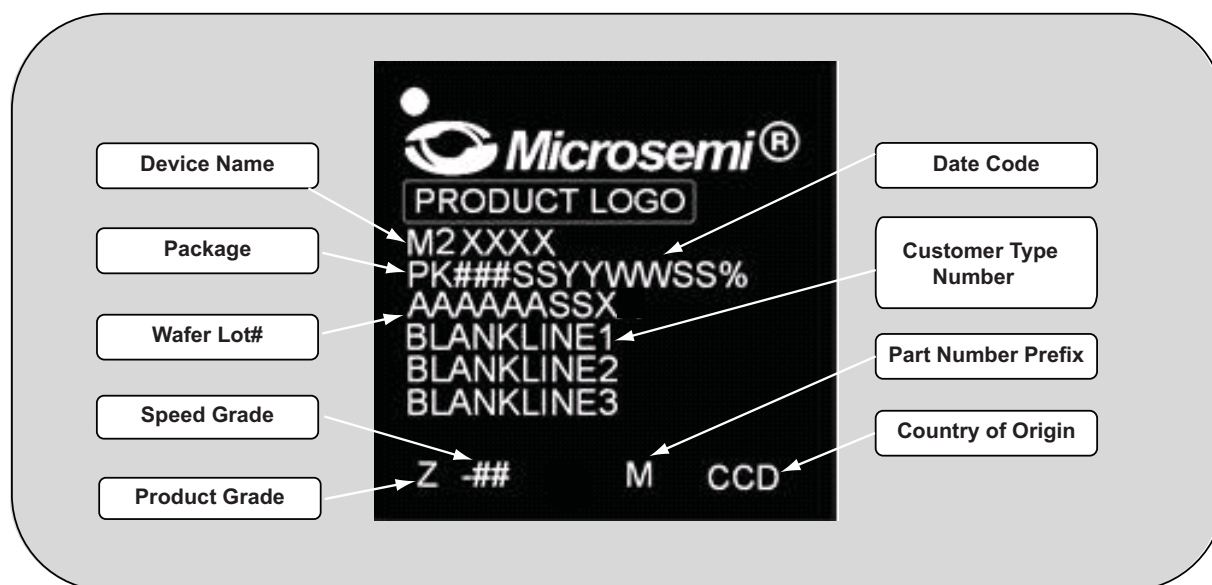 Microsemi®
PRODUCT LOGO
M2XXXX
PK###SSYYWWSS%
AAAAAASSX
BLANKLINE1
BLANKLINE2
BLANKLINE3
Z -## M CCD
Device Name
Package
Wafer Lot#
Speed Grade
Product Grade
Date Code
Customer Type
Number
Part Number Prefix
Country of Origin